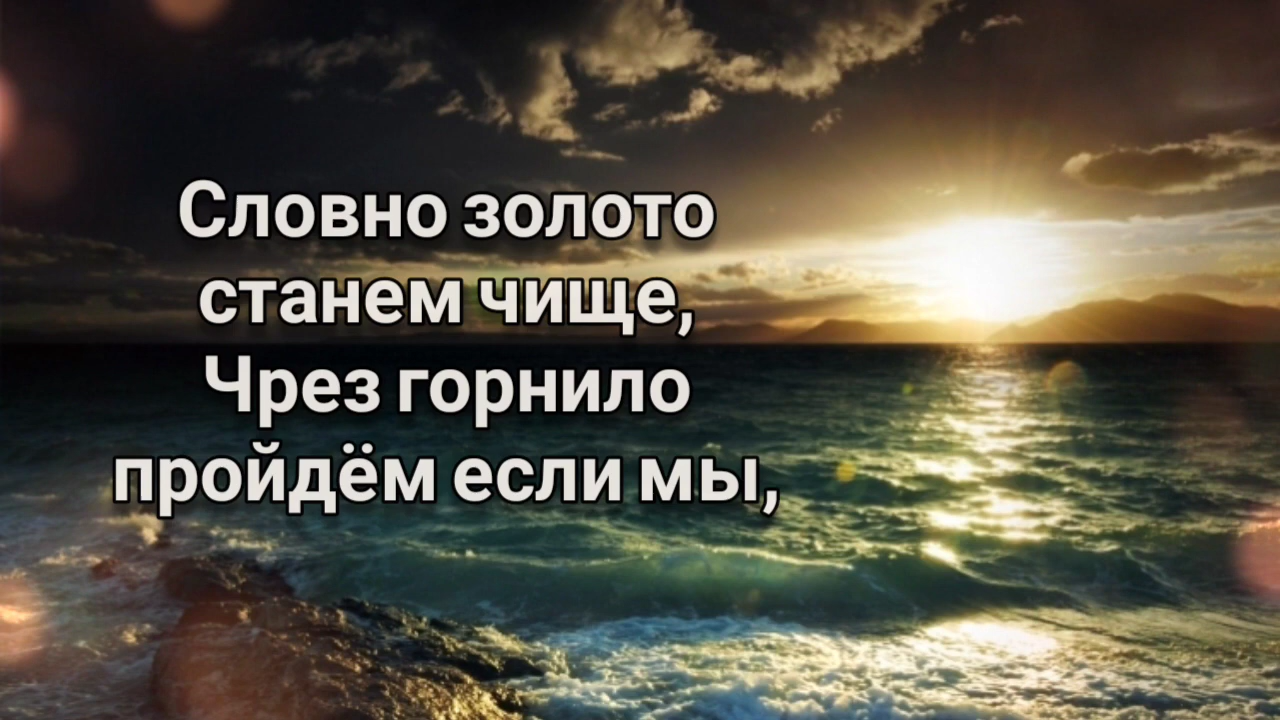 Словно золото
станем чище,
Чрез горнило
пройдём если мы,